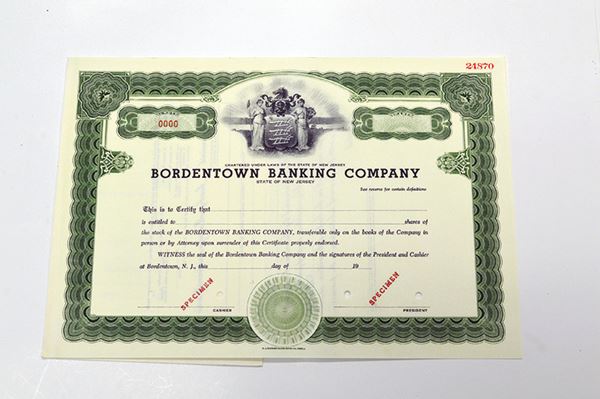 21870
0000
CHARTERED UNDER LAWS OF THE STATE OF NEW JERSEY
BORDENTOWN BANKING COMPANY
STATE OF NEW JERSEY
See reverse for certain definitions
This is to Certify that
is entitled to shares of
the stock of the BORDENTOWN BANKING COMPANY, transferable only on the books of the Company in
person or by Attorney upon surrender of this Certificate properly endorsed.
WITNESS the seal of the Bordentown Banking Company and the signatures of the President and Cashier
at Bordentown, N. J., this day of 19
SPECIMEN
SPECIMEN
CASHIER
PRESIDENT